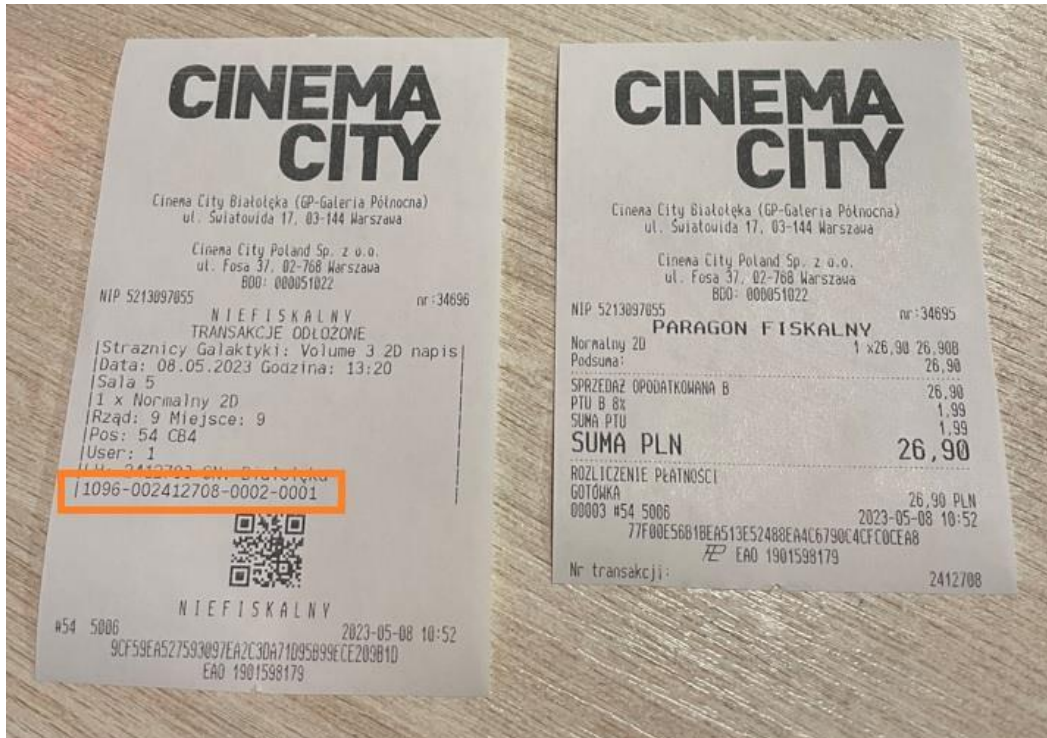 CINEMA
CITY
Cinema City Białołęka (GP-Galeria Północna)
ul. Światowida 17, 03-144 Warszawa
Cinema City Poland Sp. z o.o.
ul. Fosa 37, 02-768 Warszawa
BDO: 000051022
NIP 5213097055 nr:34696
NIEFISKALNY
TRANSAKCJE ODŁOŻONE
|Straznicy Galaktyki: Volume 3 2D napis|
|Data: 08.05.2023 Godzina: 13:20
|Sala 5
|1 x Normalny 2D
|Rząd: 9 Miejsce: 9
|Pos: 54 CB4
|User: 1
|1096-002412708-0002-0001
NIEFISKALNY
#54 5006 2023-05-08 10:52
EAO 1901598179
CINEMA
CITY
Cinema City Białołęka (GP-Galeria Północna)
ul. Światowida 17, 03-144 Warszawa
Cinema City Poland Sp. z o.o.
ul. Fosa 37, 02-768 Warszawa
BDO: 000051022
NIP 5213097055 nr:34695
PARAGON FISKALNY
Normalny 2D 1 x26,90 26,90B
Podsuma: 26,90
SPRZEDAŻ OPODATKOWANA B 26,90
PTU B 8% 1,99
SUMA PTU 1,99
SUMA PLN 26,90
ROZLICZENIE PŁATNOŚCI
GOTÓWKA 26,90 PLN
00003 #54 5006 2023-05-08 10:52
EAO 1901598179
Nr transakcji: 2412708